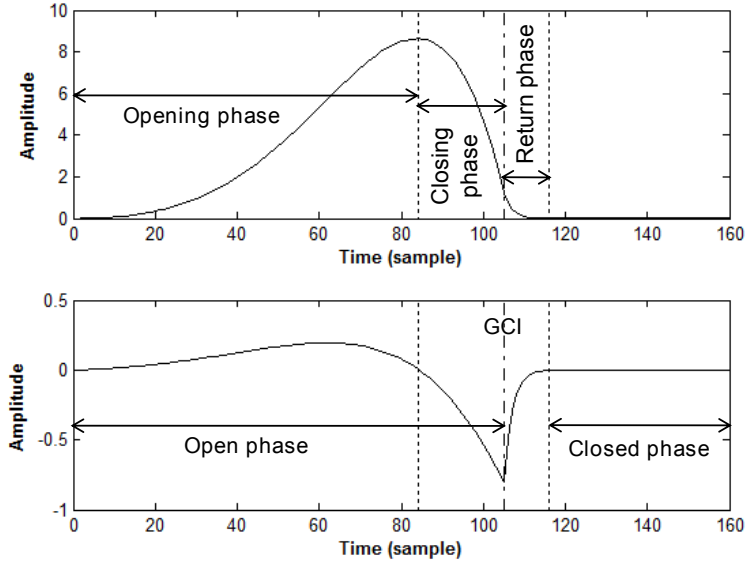 10
8
6
4
2
0
Amplitude
Opening phase
Closing
phase
Return phase
0 20 40 60 80 100 120 140 160
Time (sample)
0.5
0
-0.5
-1
Amplitude
GCI
Open phase
Closed phase
0 20 40 60 80 100 120 140 160
Time (sample)